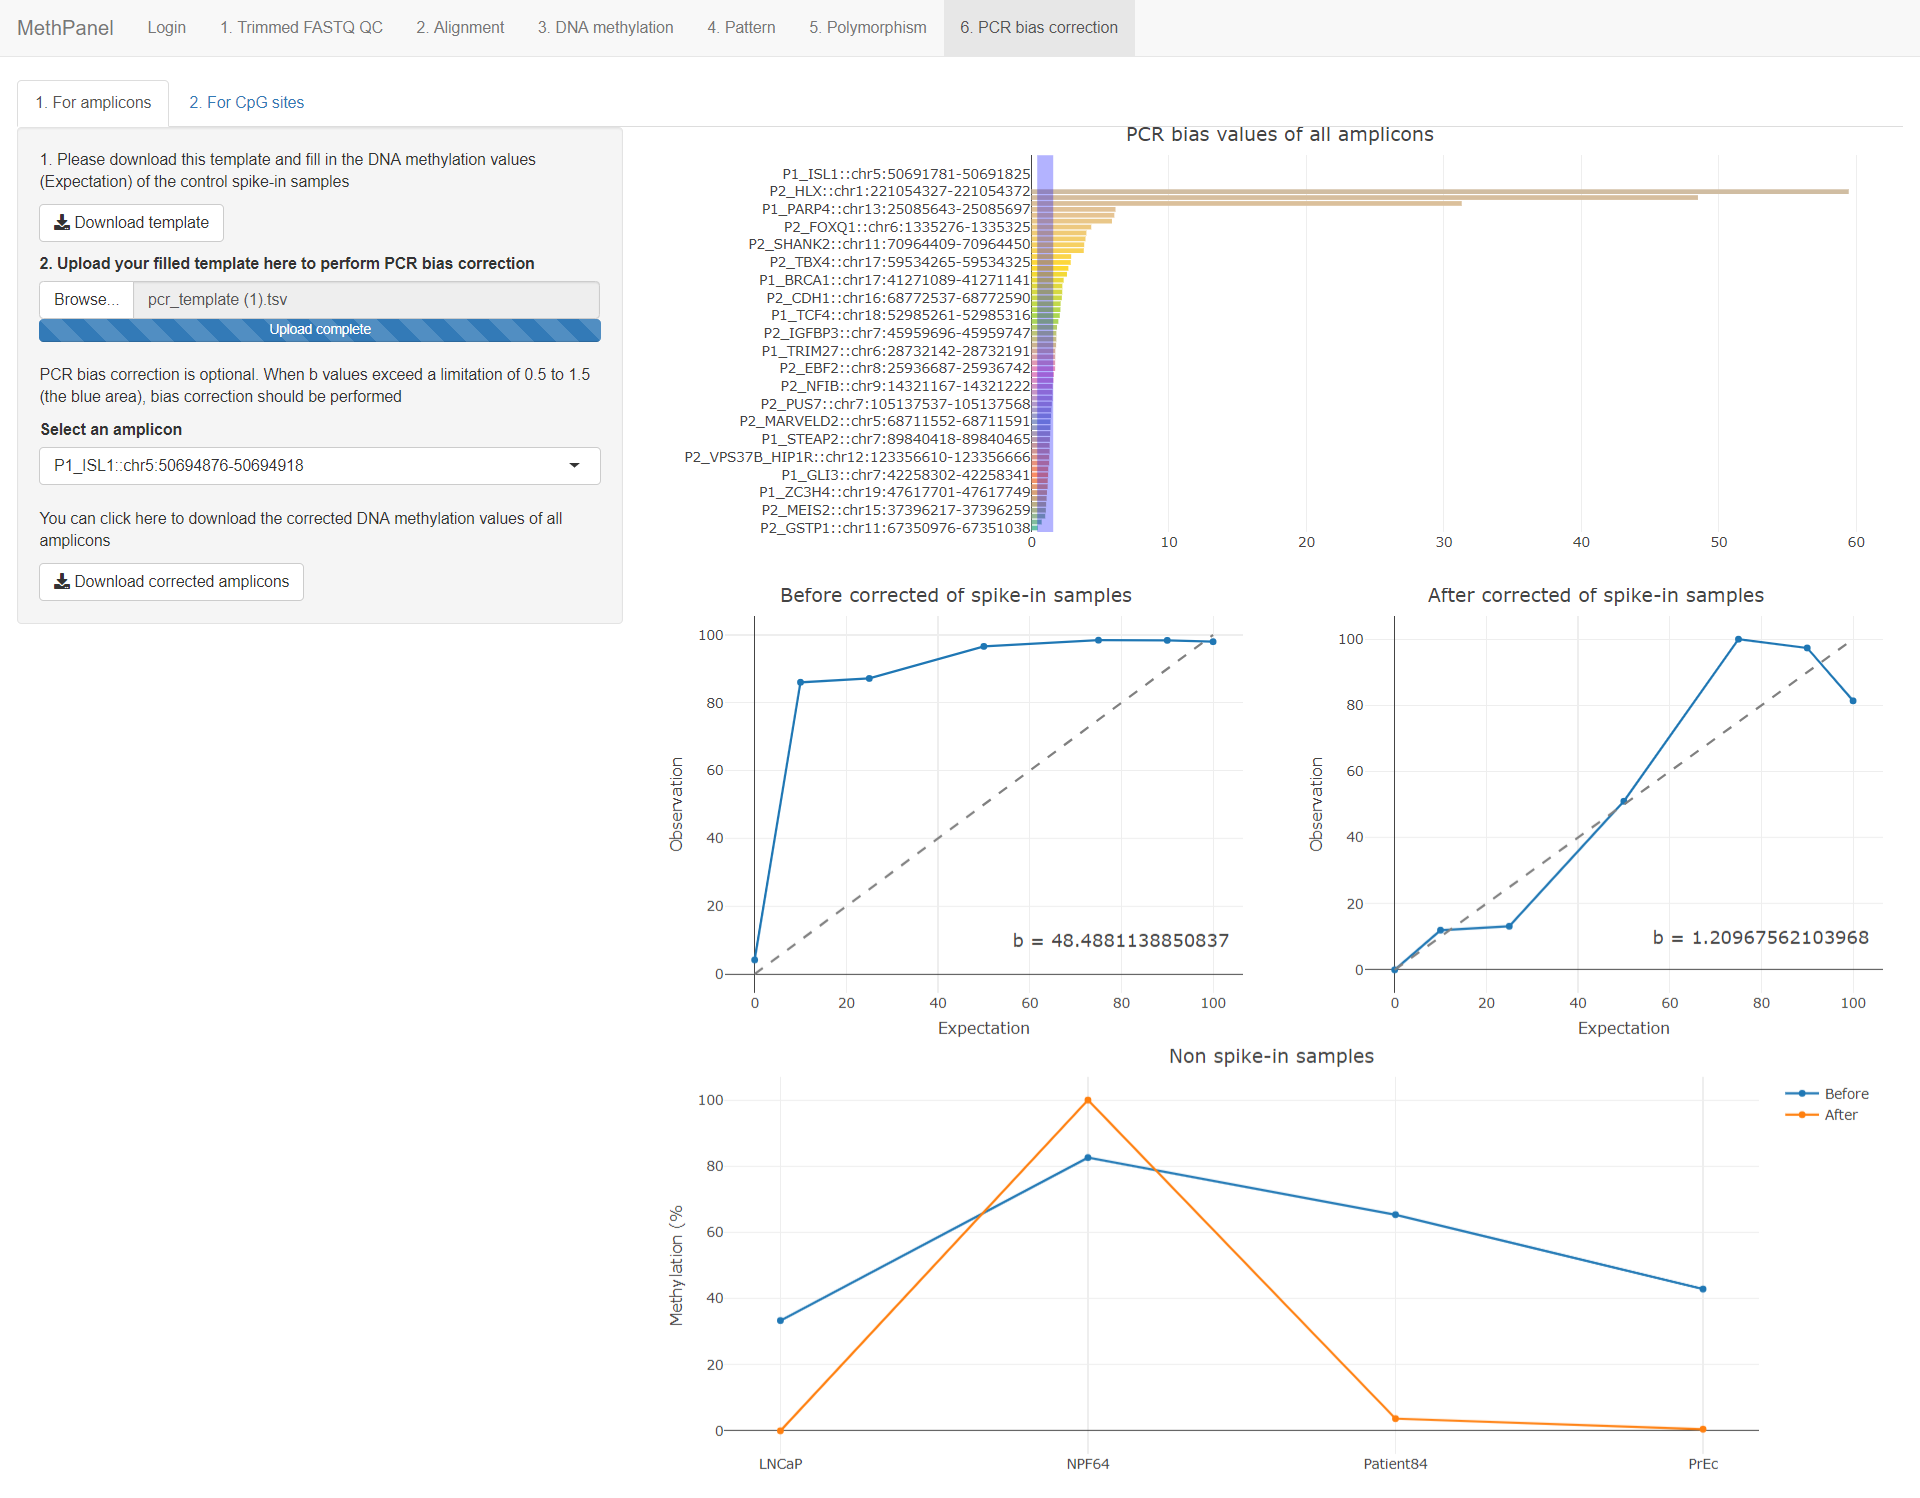 MethPanel Login 1. Trimmed FASTQ QC 2. Alignment 3. DNA methylation 4. Pattern 5. Polymorphism 6. PCR bias correction
1. For amplicons 2. For CpG sites
1. Please download this template and fill in the DNA methylation values
(Expectation) of the control spike-in samples
Download template
2. Upload your filled template here to perform PCR bias correction
Browse... pcr_template (1).tsv
Upload complete
PCR bias correction is optional. When b values exceed a limitation of 0.5 to 1.5
(the blue area), bias correction should be performed
Select an amplicon
P1_ISL1::chr5:50694876-50694918
You can click here to download the corrected DNA methylation values of all
amplicons
Download corrected amplicons
PCR bias values of all amplicons
P1_ISL1::chr5:50691781-50691825
P2_HLX::chr1:221054327-221054372
P1_PARP4::chr13:25085643-25085697
P2_FOXQ1::chr6:1335276-1335325
P2_SHANK2::chr11:70964409-70964450
P2_TBX4::chr17:59534265-59534325
P1_BRCA1::chr17:41271089-41271141
P2_CDH1::chr16:68772537-68772590
P1_TCF4::chr18:52985261-52985316
P2_IGFBP3::chr7:45959696-45959747
P1_TRIM27::chr6:28732142-28732191
P2_EBF2::chr8:25936687-25936742
P2_NFIB::chr9:14321167-14321222
P2_PUS7::chr7:105137537-105137568
P2_MARVELD2::chr5:68711552-68711591
P1_STEAP2::chr7:89840418-89840465
P2_VPS37B_HIP1R::chr12:123356610-123356666
P1_GLI3::chr7:42258302-42258341
P1_ZC3H4::chr19:47617701-47617749
P2_MEIS2::chr15:37396217-37396259
P2_GSTP1::chr11:67350976-67351038
0 10 20 30 40 50 60
Before corrected of spike-in samples
100
80
60
40
20
0
Observation
b = 48.4881138850837
0 20 40 60 80 100
Expectation
After corrected of spike-in samples
100
80
60
40
20
0
Observation
b = 1.20967562103968
0 20 40 60 80 100
Expectation
Non spike-in samples
100
80
60
40
20
0
Methylation (%
Before
After
LNCaP NPF64 Patient84 PrEc